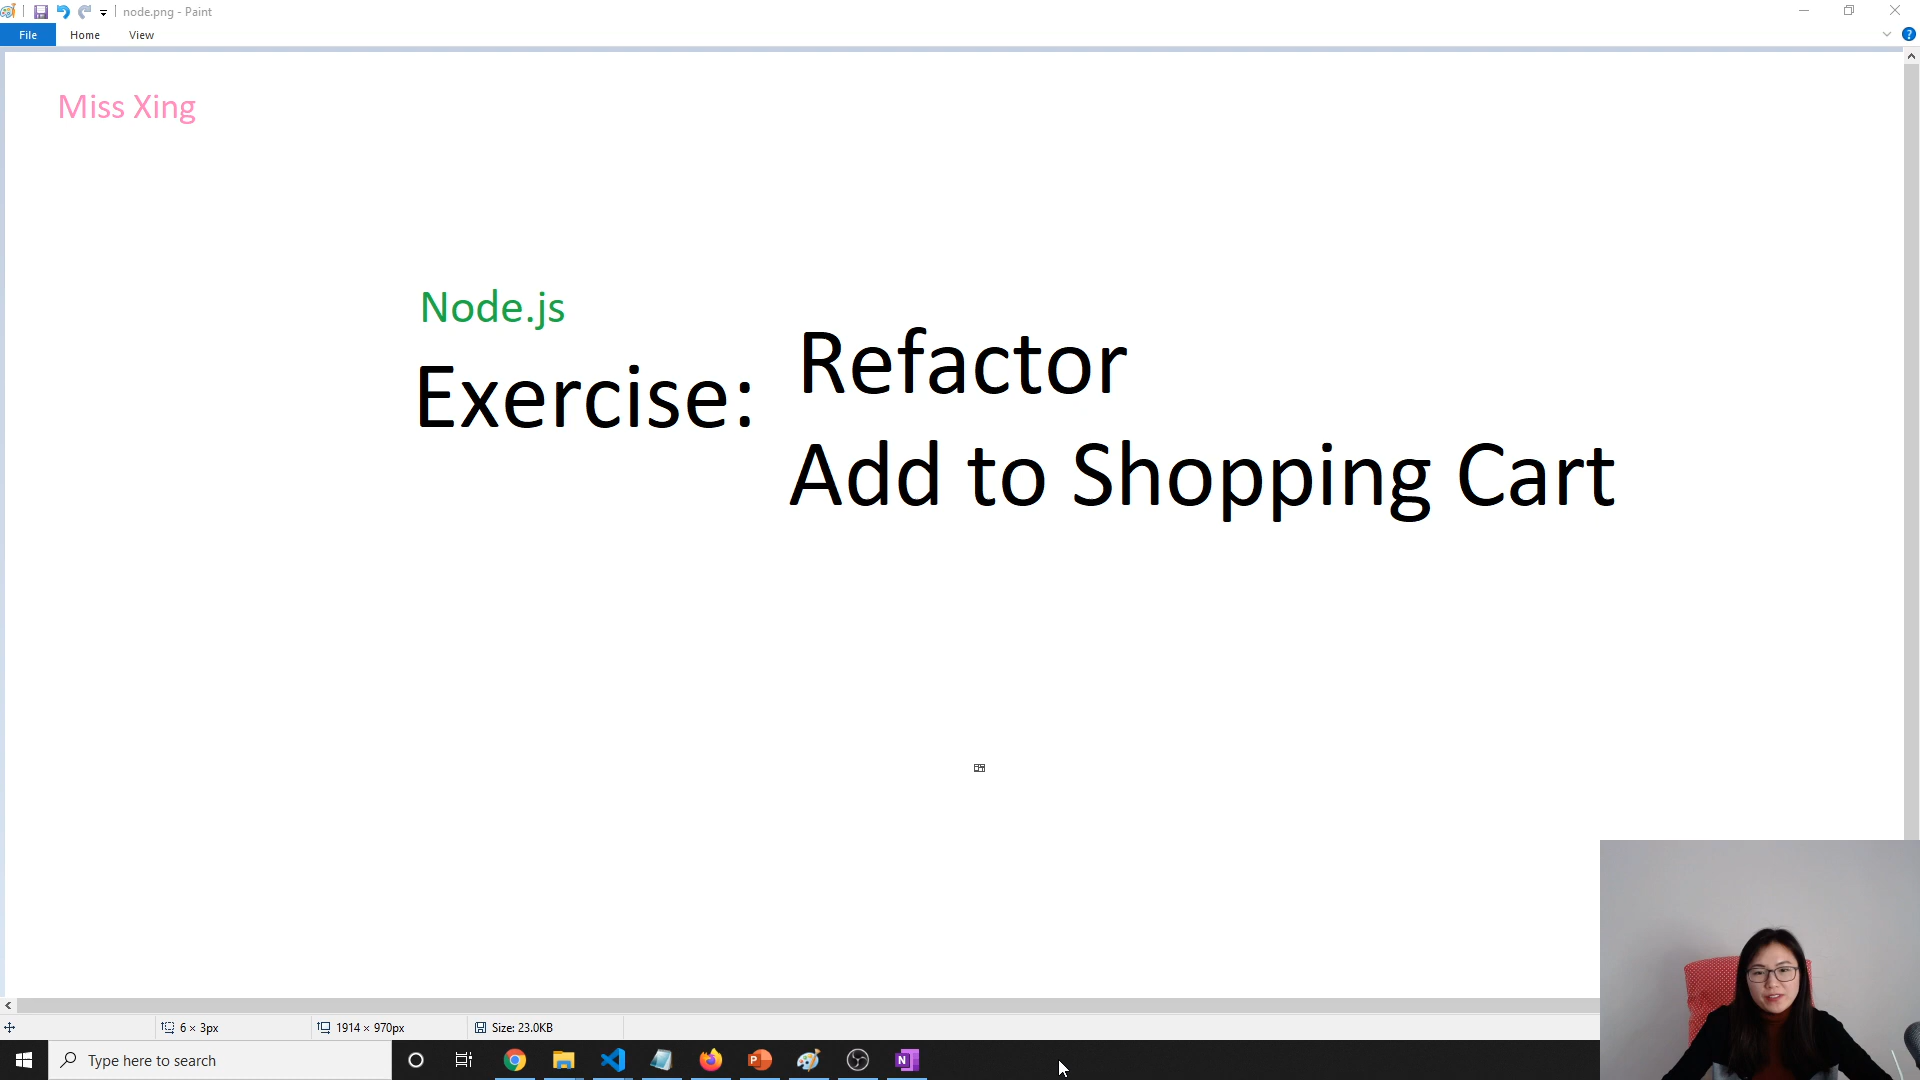 node.png - Paint
File Home View
Miss Xing
Node.js
Exercise:
Refactor
Add to Shopping Cart
6 × 3px
1914 × 970px
Size: 23.0KB
Type here to search